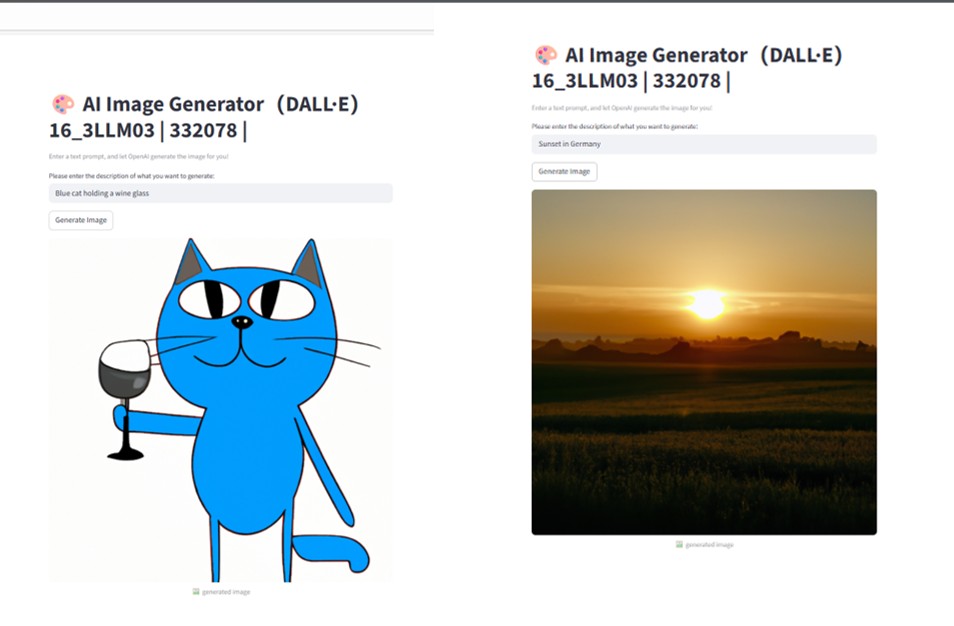 🎨 AI Image Generator（DALL·E）
16_3LLM03 | 332078 |
Enter a text prompt, and let OpenAI generate the image for you!
Please enter the description of what you want to generate:
Blue cat holding a wine glass
Generate Image
generated image
🎨 AI Image Generator（DALL·E）
16_3LLM03 | 332078 |
Enter a text prompt, and let OpenAI generate the image for you!
Please enter the description of what you want to generate:
Sunset in Germany
Generate Image
generated image